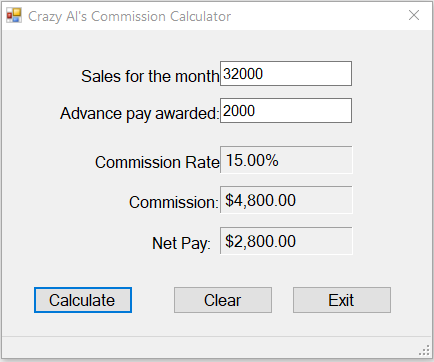 Crazy Al's Commission Calculator
Sales for the month 32000
Advance pay awarded: 2000
Commission Rate 15.00%
Commission: $4,800.00
Net Pay: $2,800.00
Calculate Clear Exit